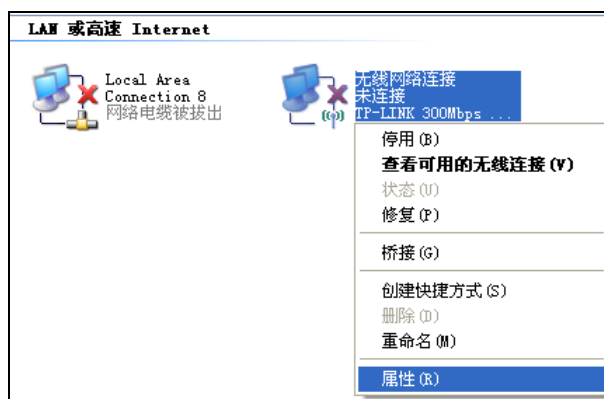 LAN 或高速 Internet
Local Area
Connection 8
网络电缆被拔出
无线网络连接
未连接
TP-LINK 300Mbps ...
停用(B)
查看可用的无线连接(V)
状态(U)
修复(P)
桥接(G)
创建快捷方式(S)
删除(D)
重命名(M)
属性(R)